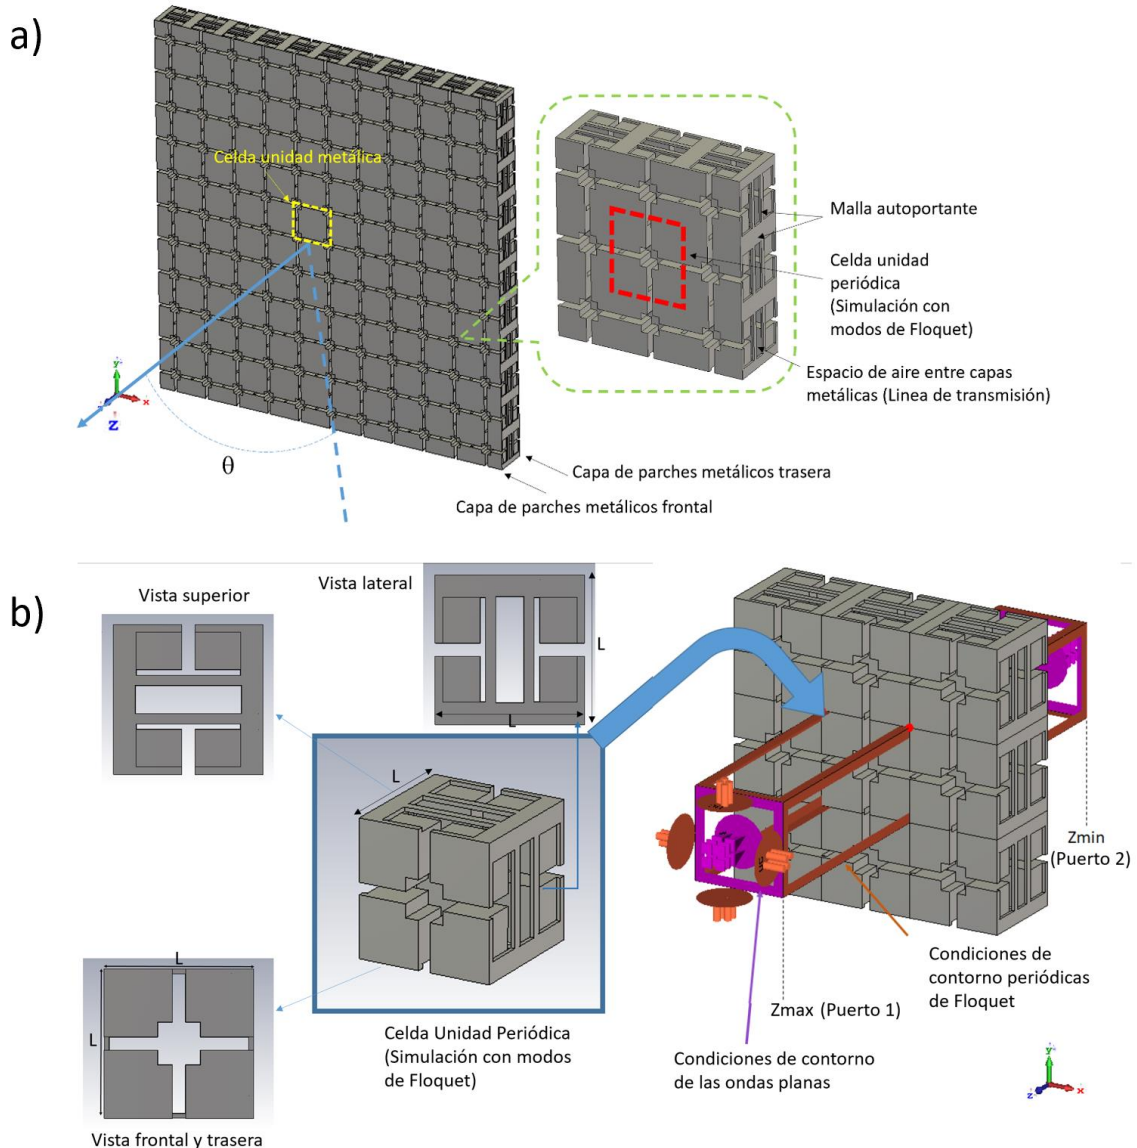 a)
Celda unidad metálica
Malla autoportante
Celda unidad
periódica
(Simulación con
modos de Floquet)
Espacio de aire entre capas
metálicas (Linea de transmisión)
y
x
z
Z
θ
Capa de parches metálicos trasera
Capa de parches metálicos frontal
b)
Vista superior
Vista lateral
L
L
L
Zmin
(Puerto 2)
L
L
Vista frontal y trasera
Celda Unidad Periódica
(Simulación con modos
de Floquet)
Zmax (Puerto 1)
Condiciones de
contorno periódicas
de Floquet
Condiciones de contorno
de las ondas planas
y
x
z